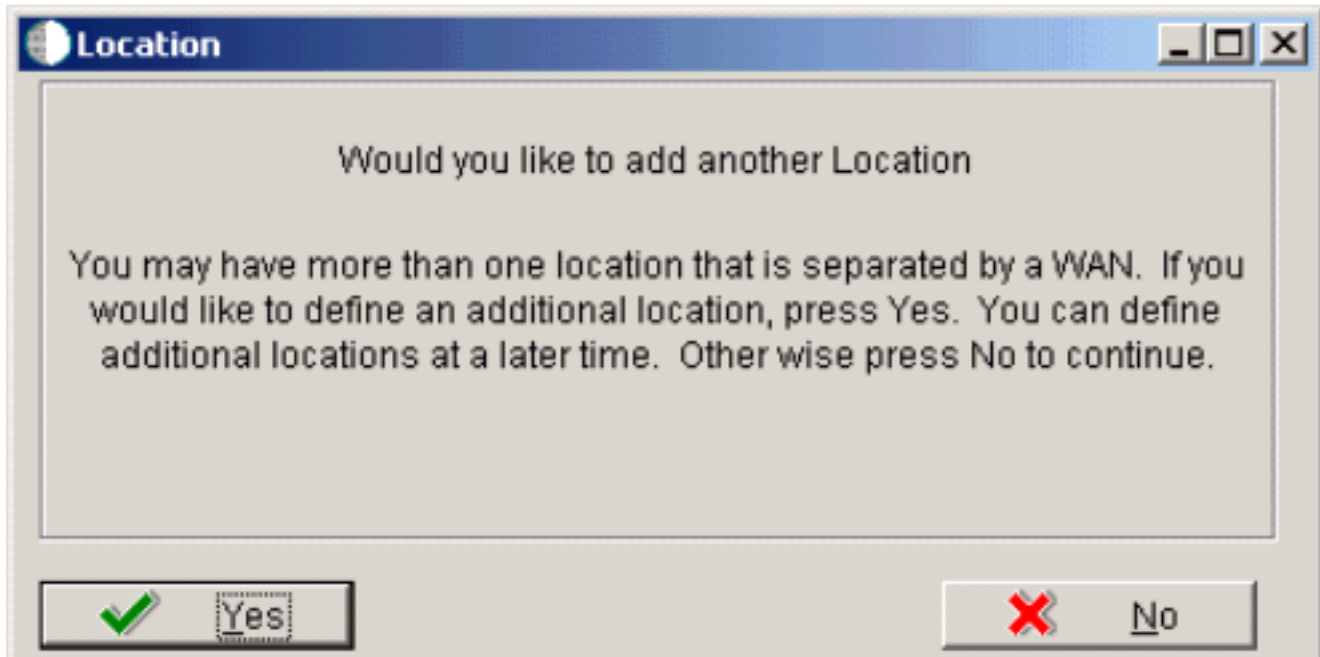 Location
Would you like to add another Location
You may have more than one location that is separated by a WAN.  If you
would like to define an additional location, press Yes.  You can define
additional locations at a later time.  Other wise press No to continue.
Yes
No